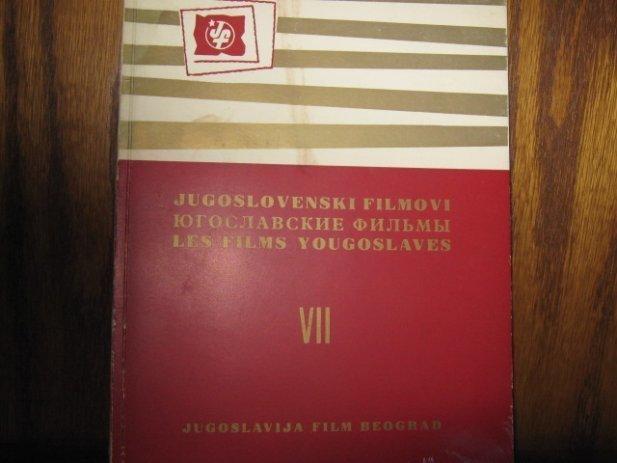 JUGOSLOVENSKI FILMOVI
ЮГОСЛАВСКИЕ ФИЛЬМЫ
LES FILMS YOUGOSLAVES
VII
JUGOSLAVIJA FILM BEOGRAD